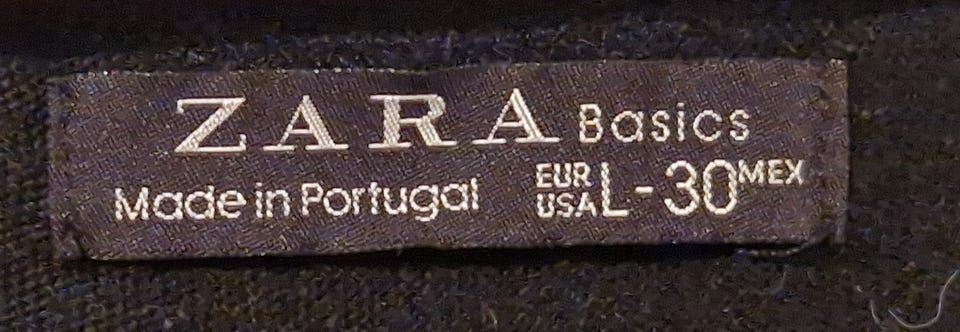 ZARA Basics
Made in Portugal EUR USA L-30 MEX